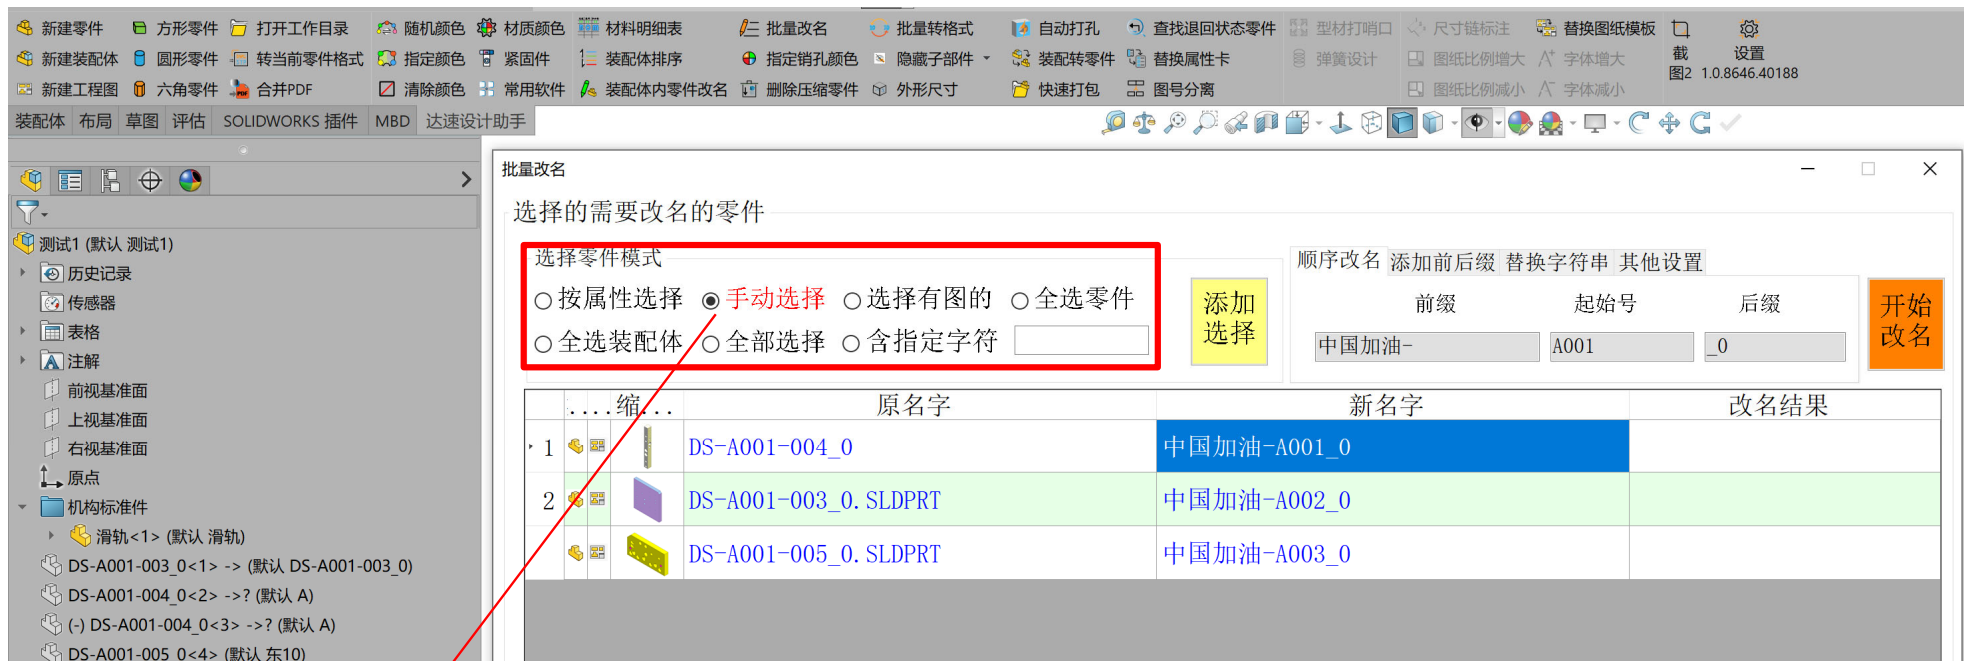 新建零件 方形零件 打开工作目录 随机颜色 材质颜色 材料明细表 批量改名 批量转格式 自动打孔 查找退回状态零件 型材打哨口 尺寸链标注 替换图纸模板
新建装配体 圆形零件 转当前零件格式 指定颜色 紧固件 装配体排序 指定销孔颜色 隐藏子部件 装配转零件 替换属性卡 弹簧设计 图纸比例增大 字体增大 截图2 设置 1.0.8646.40188
新建工程图 六角零件 合并PDF 清除颜色 常用软件 装配体内零件改名 删除压缩零件 外形尺寸 快速打包 图号分离 图纸比例减小 字体减小
装配体 布局 草图 评估 SOLIDWORKS 插件 MBD 达速设计助手
测试1 (默认 测试1)
历史记录
传感器
表格
注解
前视基准面
上视基准面
右视基准面
原点
机构标准件
滑轨<1> (默认 滑轨)
DS-A001-003_0<1> -> (默认 DS-A001-003_0)
DS-A001-004_0<2> ->? (默认 A)
(-) DS-A001-004_0<3> ->? (默认 A)
DS-A001-005_0<4> (默认 东10)
批量改名
选择的需要改名的零件
选择零件模式
按属性选择 手动选择 选择有图的 全选零件
全选装配体 全部选择 含指定字符
添加
选择
顺序改名 添加前后缀 替换字符串 其他设置
前缀 起始号 后缀
中国加油- A001 _0
开始
改名
... 缩... 原名字 新名字 改名结果
1 DS-A001-004_0 中国加油-A001_0
2 DS-A001-003_0.SLDPRT 中国加油-A002_0
DS-A001-005_0.SLDPRT 中国加油-A003_0